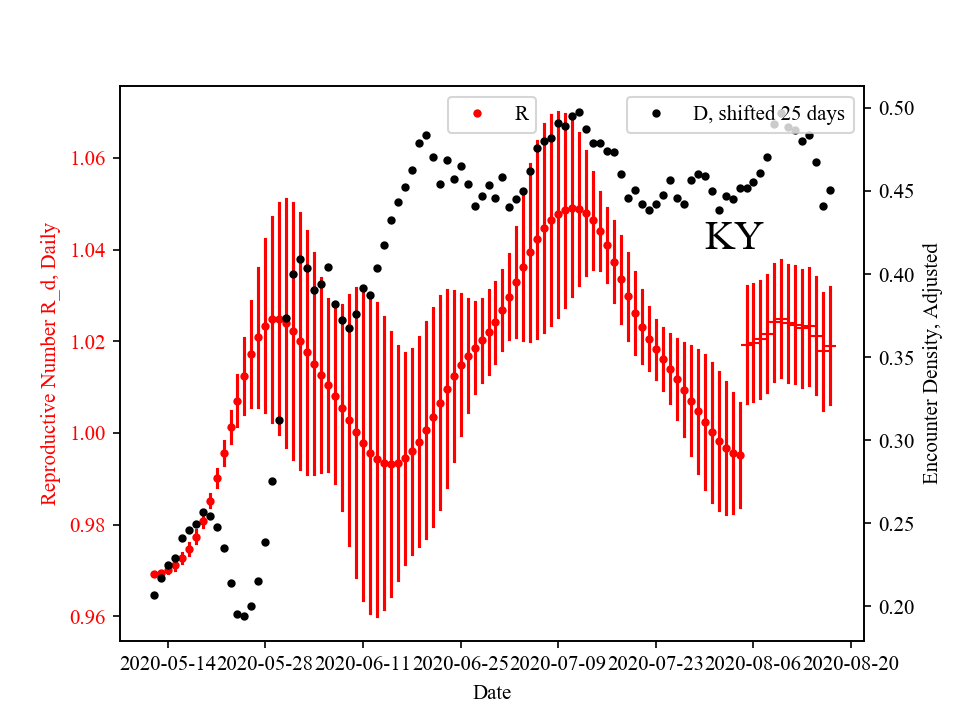 R
D, shifted 25 days
KY
Reproductive Number R_d, Daily
1.06
1.04
1.02
1.00
0.98
0.96
0.50
0.45
0.40
0.35
0.30
0.25
0.20
Encounter Density, Adjusted
2020-05-14 2020-05-28 2020-06-11 2020-06-25 2020-07-09 2020-07-23 2020-08-06 2020-08-20
Date